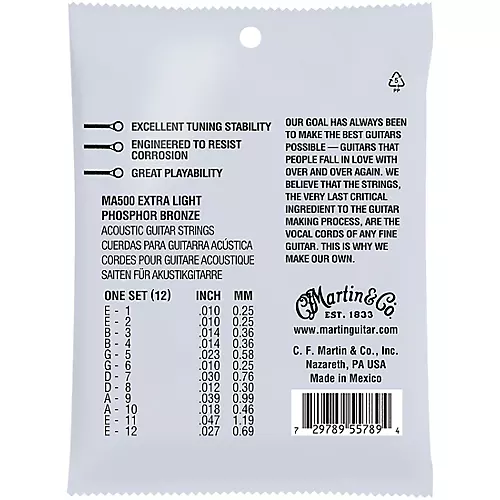 5
PP
EXCELLENT TUNING STABILITY
ENGINEERED TO RESIST
CORROSION
GREAT PLAYABILITY
MA500 EXTRA LIGHT
PHOSPHOR BRONZE
ACOUSTIC GUITAR STRINGS
CUERDAS PARA GUITARRA ACÚSTICA
CORDES POUR GUITARE ACOUSTIQUE
SAITEN FÜR AKUSTIKGITARRE
ONE SET (12) INCH MM
E - 1 .010 0.25
E - 2 .010 0.25
B - 3 .014 0.36
B - 4 .014 0.36
G - 5 .023 0.58
G - 6 .010 0.25
D - 7 .030 0.76
D - 8 .012 0.30
A - 9 .039 0.99
A - 10 .018 0.46
E - 11 .047 1.19
E - 12 .027 0.69
OUR GOAL HAS ALWAYS BEEN
TO MAKE THE BEST GUITARS
POSSIBLE — GUITARS THAT
PEOPLE FALL IN LOVE WITH
OVER AND OVER AGAIN. WE
BELIEVE THAT THE STRINGS,
THE VERY LAST CRITICAL
INGREDIENT TO THE GUITAR
MAKING PROCESS, ARE THE
VOCAL CORDS OF ANY FINE
GUITAR. THIS IS WHY WE
MAKE OUR OWN.
CF Martin & Co
EST. 1833
www.martinguitar.com
C. F. Martin & Co., Inc.
Nazareth, PA USA
Made in Mexico
7 29789 55789 4